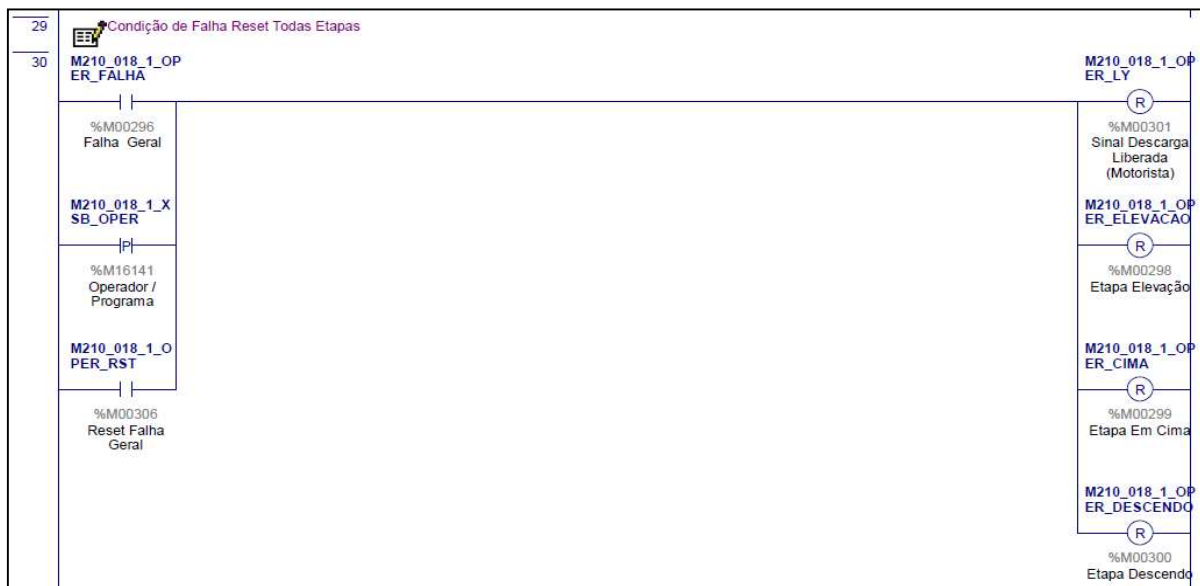 29
Condição de Falha Reset Todas Etapas
30
M210_018_1_OP
ER_FALHA
%M00296
Falha Geral
M210_018_1_X
SB_OPER
P
%M16141
Operador /
Programa
M210_018_1_O
PER_RST
%M00306
Reset Falha
Geral
M210_018_1_OP
ER_LY
R
%M00301
Sinal Descarga
Liberada
(Motorista)
M210_018_1_OP
ER_ELEVACAO
R
%M00298
Etapa Elevação
M210_018_1_OP
ER_CIMA
R
%M00299
Etapa Em Cima
M210_018_1_OP
ER_DESCENDO
R
%M00300
Etapa Descendo